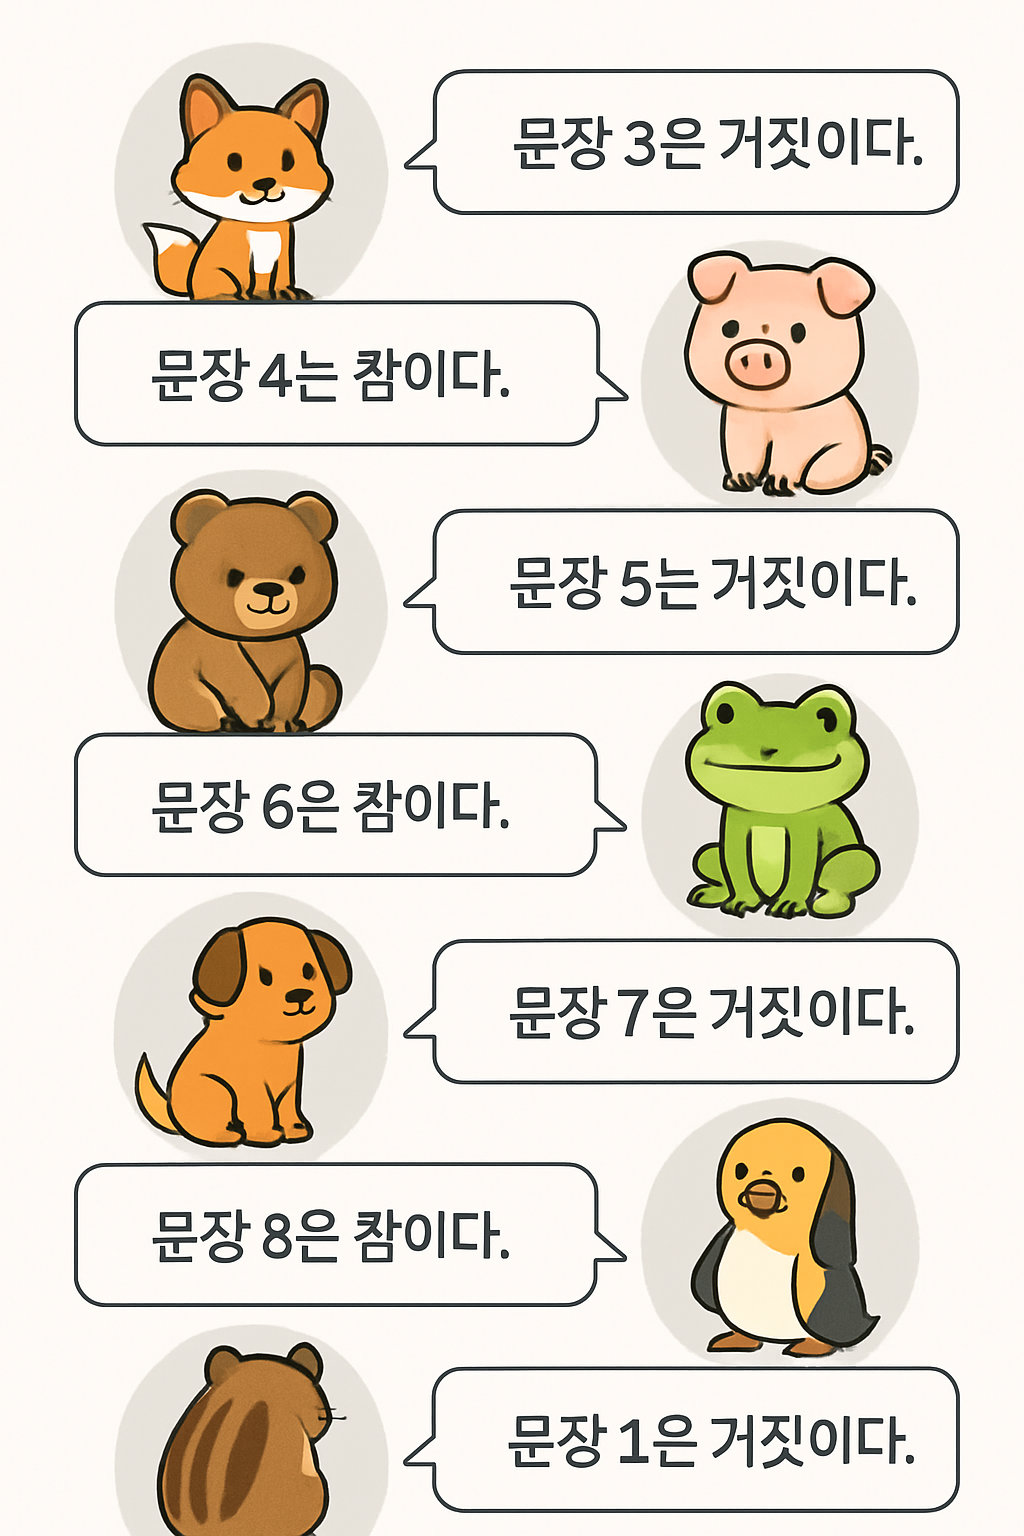 문장 3은 거짓이다.
문장 4는 참이다.
문장 5는 거짓이다.
문장 6은 참이다.
문장 7은 거짓이다.
문장 8은 참이다.
문장 1은 거짓이다.